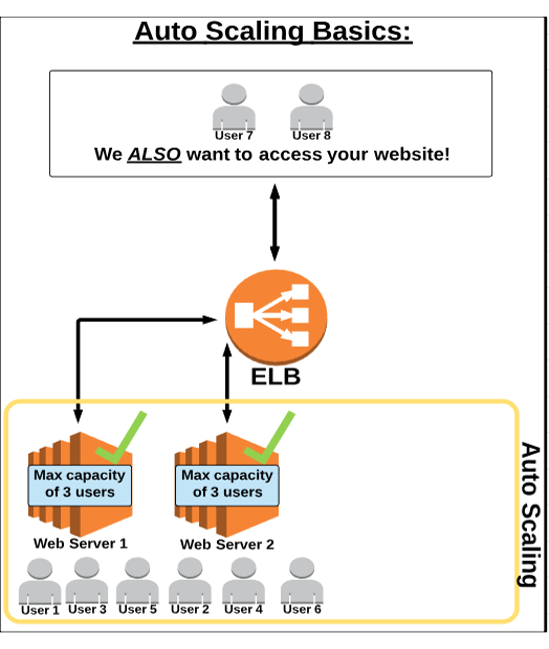 Auto Scaling Basics:
User 7
User 8
We ALSO want to access your website!
ELB
Max capacity
of 3 users
Max capacity
of 3 users
Web Server 1
Web Server 2
User 1
User 3
User 5
User 2
User 4
User 6
Auto Scaling